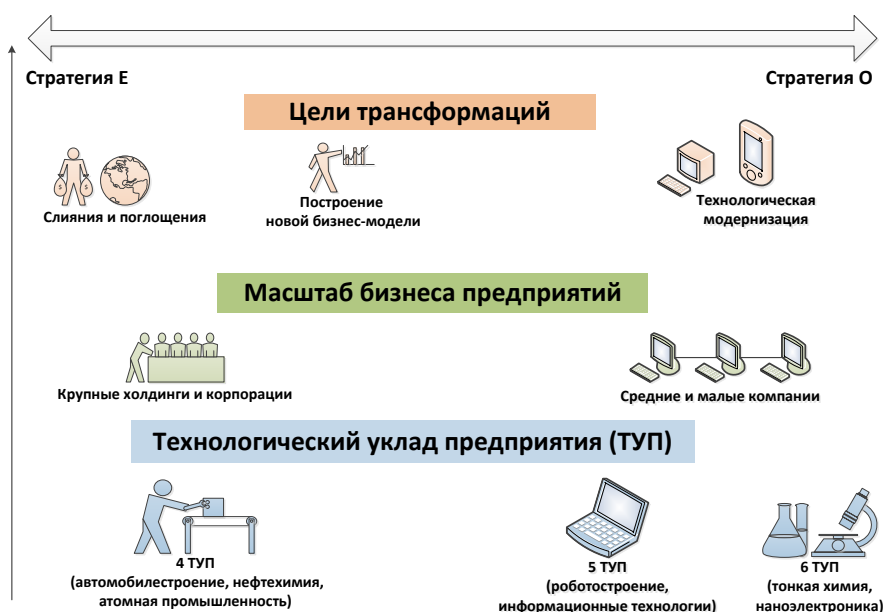 Стратегия Е
Стратегия О
Цели трансформаций
Слияния и поглощения
Построение
новой бизнес-модели
Технологическая
модернизация
Масштаб бизнеса предприятий
Крупные холдинги и корпорации
Средние и малые компании
Технологический уклад предприятия (ТУП)
4 ТУП
(автомобилестроение, нефтехимия,
атомная промышленность)
5 ТУП
(роботостроение,
информационные технологии)
6 ТУП
(тонкая химия,
наноэлектроника)